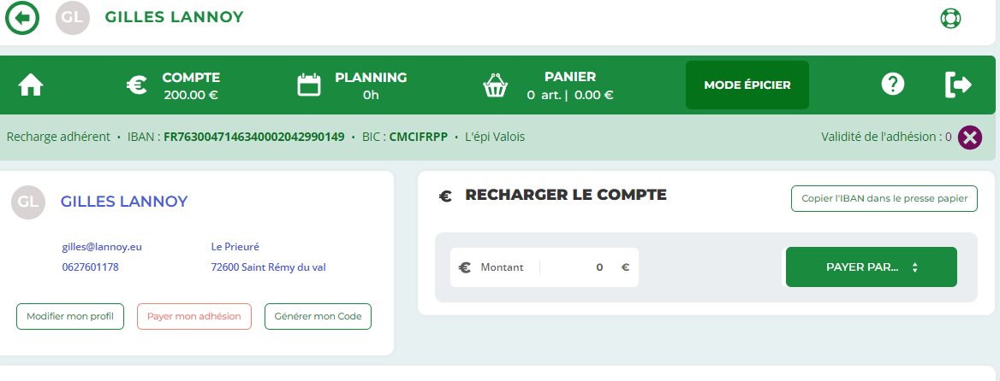 GL GILLES LANNOY
€ COMPTE
200.00 €
PLANNING
0h
PANIER
0 art. | 0.00 €
MODE ÉPICIER
?
Recharge adhérent • IBAN : FR7630047146340002042990149 • BIC : CMCIFRPP • L'épi Valois
Validité de l'adhésion : 0
GL GILLES LANNOY
gilles@lannoy.eu
0627601178
Le Prieuré
72600 Saint Rémy du val
Modifier mon profil
Payer mon adhésion
Générer mon Code
€ RECHARGER LE COMPTE
Copier l'IBAN dans le presse papier
€ Montant 0 €
PAYER PAR...